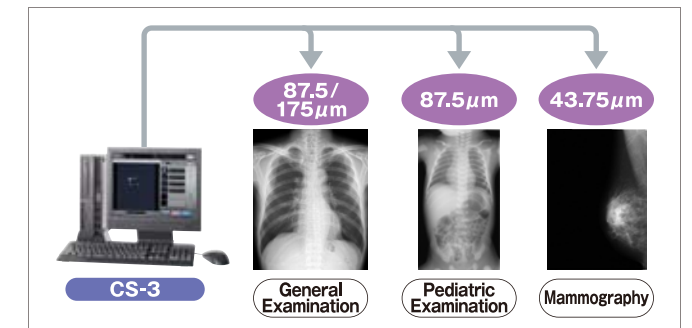 87.5/
175μm
87.5μm
43.75μm
CS-3
General
Examination
Pediatric
Examination
Mammography